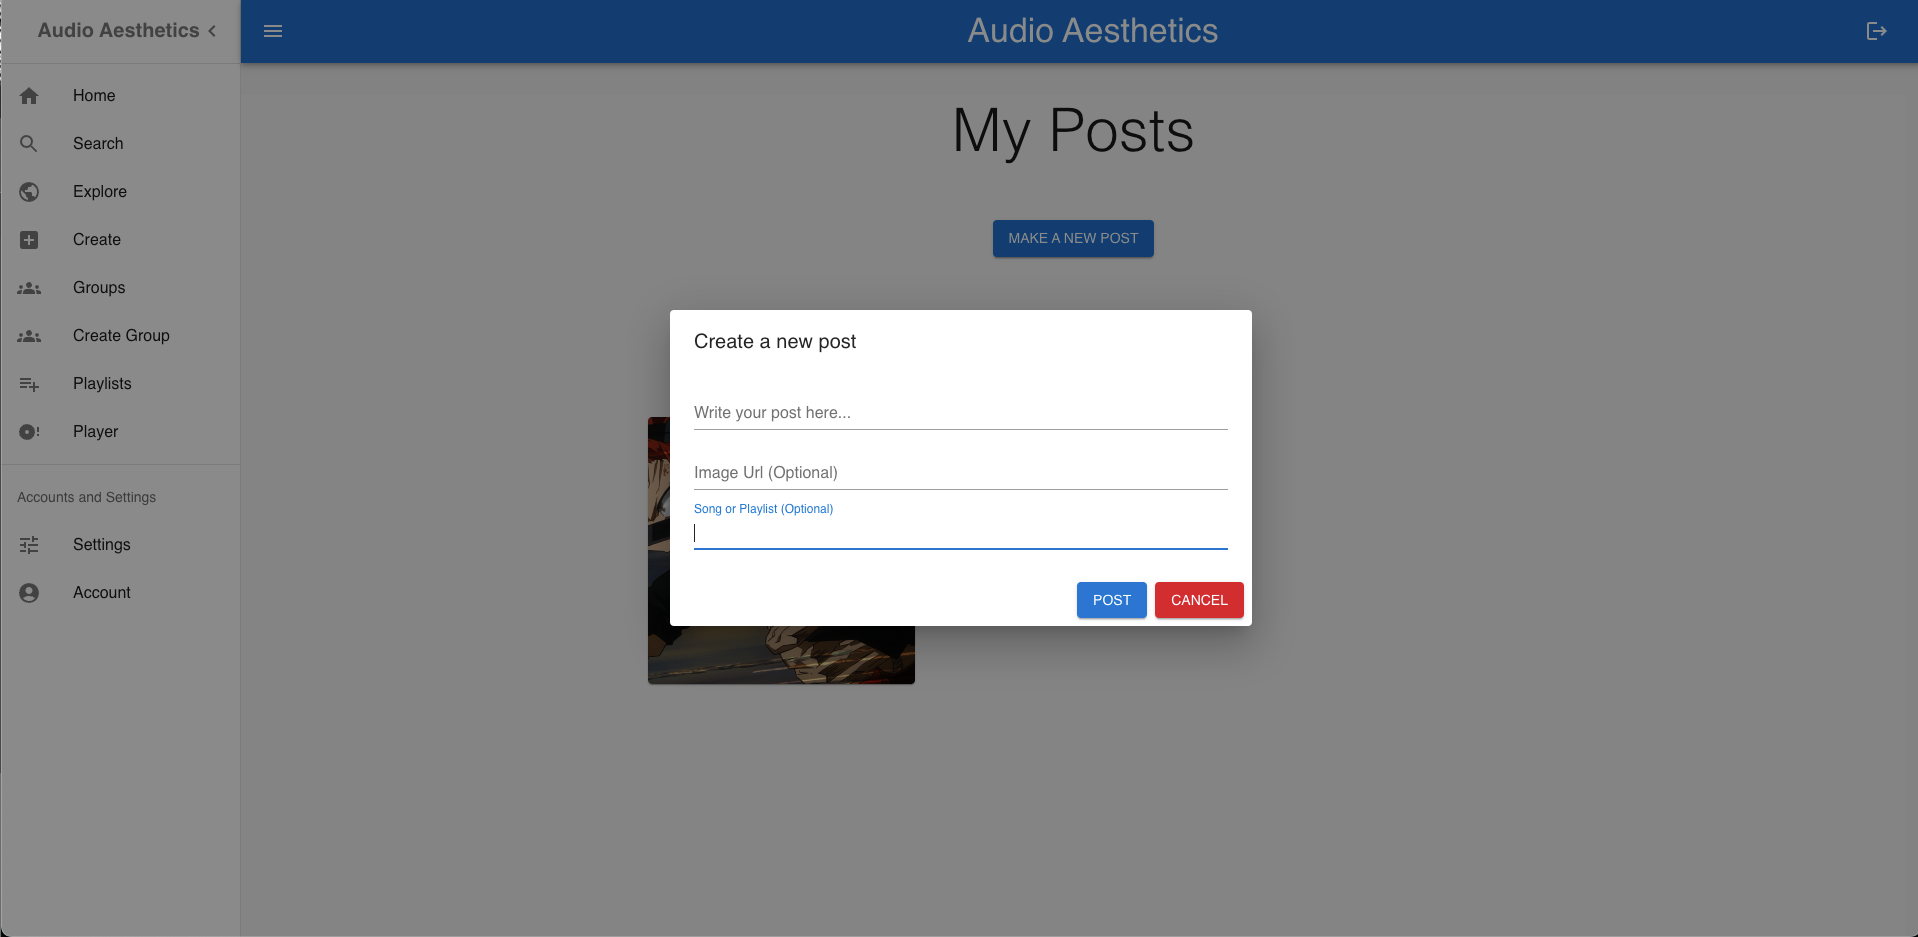 Audio Aesthetics
Audio Aesthetics
Home
Search
Explore
Create
Groups
Create Group
Playlists
Player
Accounts and Settings
Settings
Account
My Posts
MAKE A NEW POST
Create a new post
Write your post here...
Image Url (Optional)
Song or Playlist (Optional)
POST
CANCEL